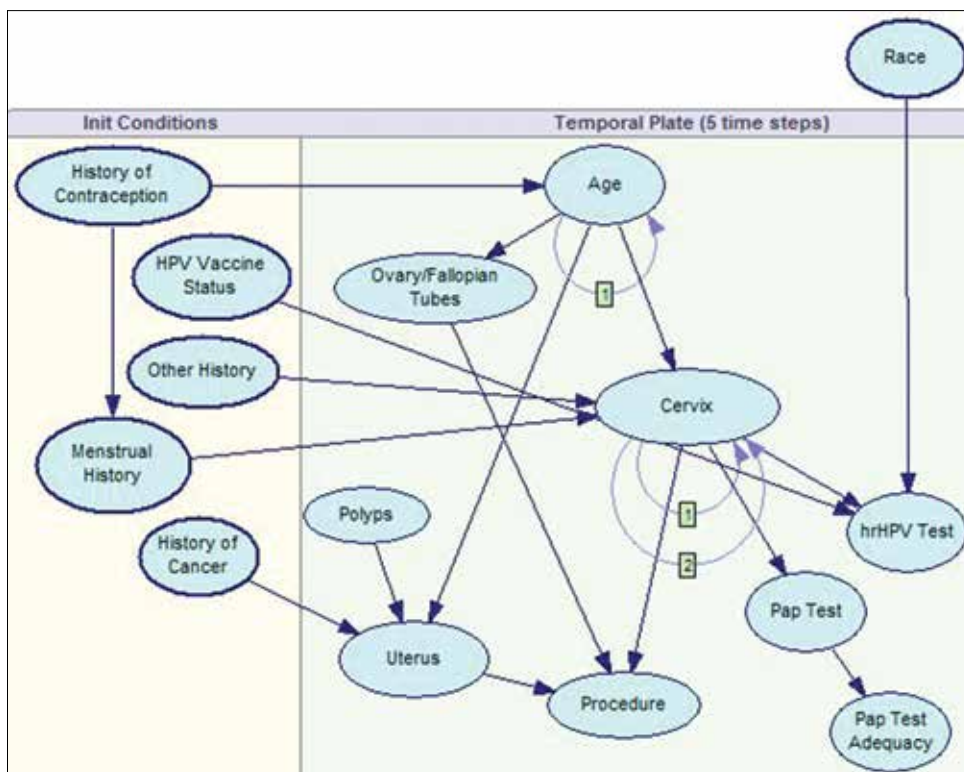 Race
Init Conditions
Temporal Plate (5 time steps)
History of
Contraception
Age
HPV Vaccine
Status
Ovary/Fallopian
Tubes
1
Other History
Cervix
Menstrual
History
Polyps
1
hrHPV Test
History of
Cancer
2
Pap Test
Uterus
Procedure
Pap Test
Adequacy